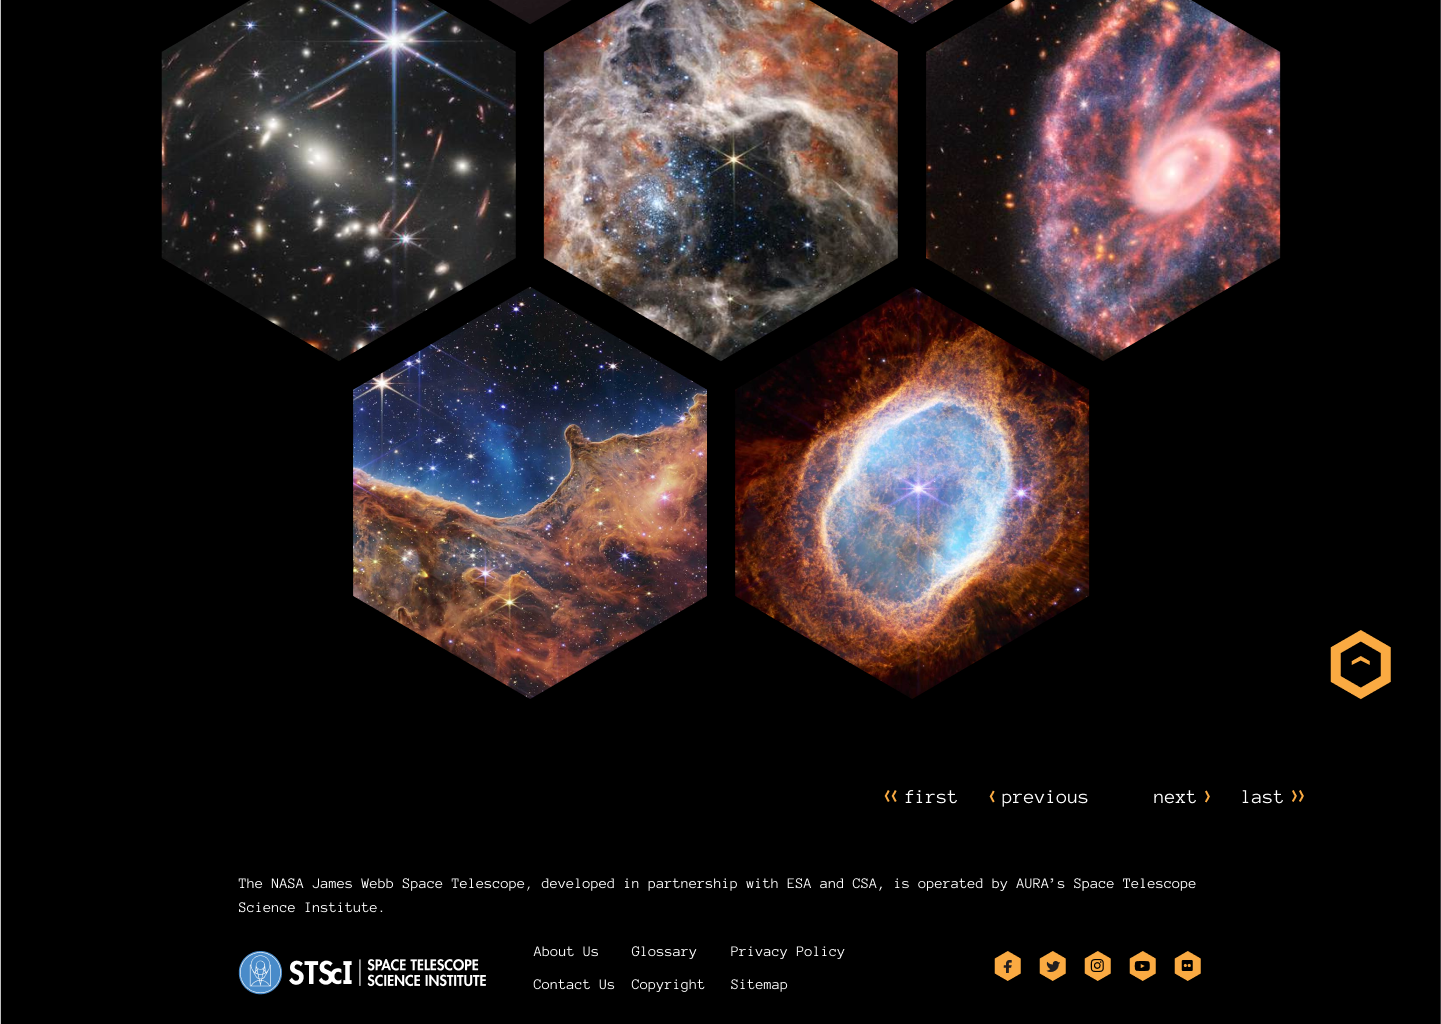 first previous next last
The NASA James Webb Space Telescope, developed in partnership with ESA and CSA, is operated by AURA’s Space Telescope
Science Institute.
About Us Glossary Privacy Policy
STScI | SPACE TELESCOPE
SCIENCE INSTITUTE
Contact Us Copyright Sitemap